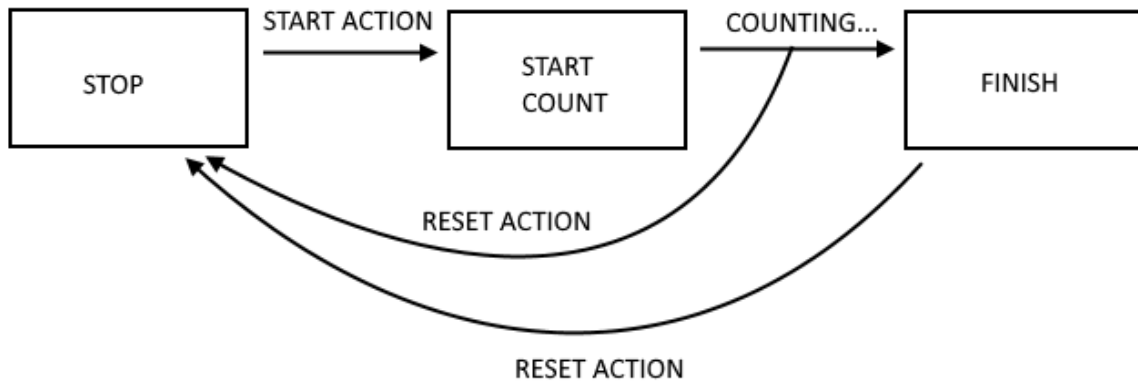 START ACTION
COUNTING...
STOP
START
COUNT
FINISH
RESET ACTION
RESET ACTION